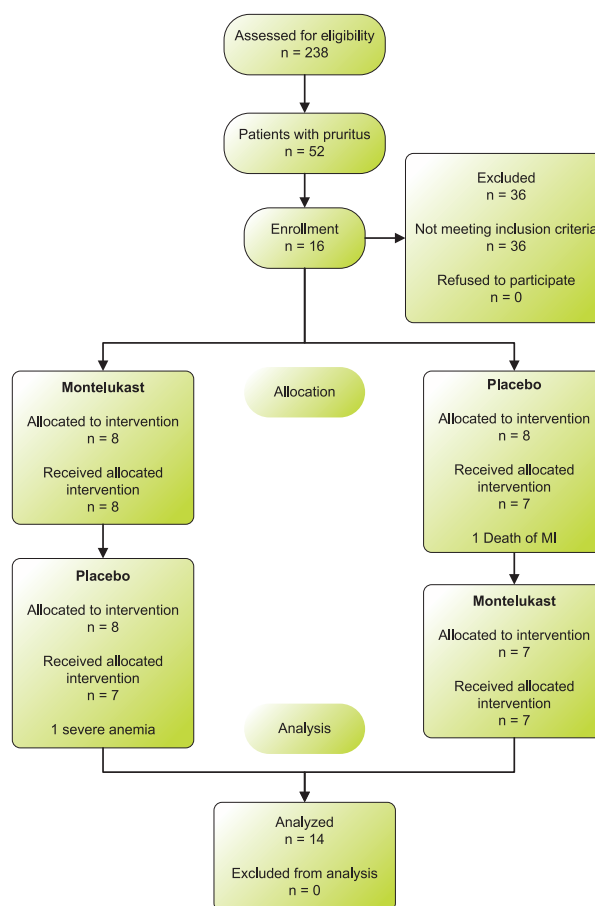 Assessed for eligibility
n = 238
Patients with pruritus
n = 52
Excluded
n = 36
Not meeting inclusion criteria
n = 36
Refused to participate
n = 0
Enrollment
n = 16
Montelukast
Allocated to intervention
n = 8
Received allocated
intervention
n = 8
Allocation
Placebo
Allocated to intervention
n = 8
Received allocated
intervention
n = 7
1 Death of MI
Placebo
Allocated to intervention
n = 8
Received allocated
intervention
n = 7
1 severe anemia
Montelukast
Allocated to intervention
n = 7
Received allocated
intervention
n = 7
Analysis
Analyzed
n = 14
Excluded from analysis
n = 0